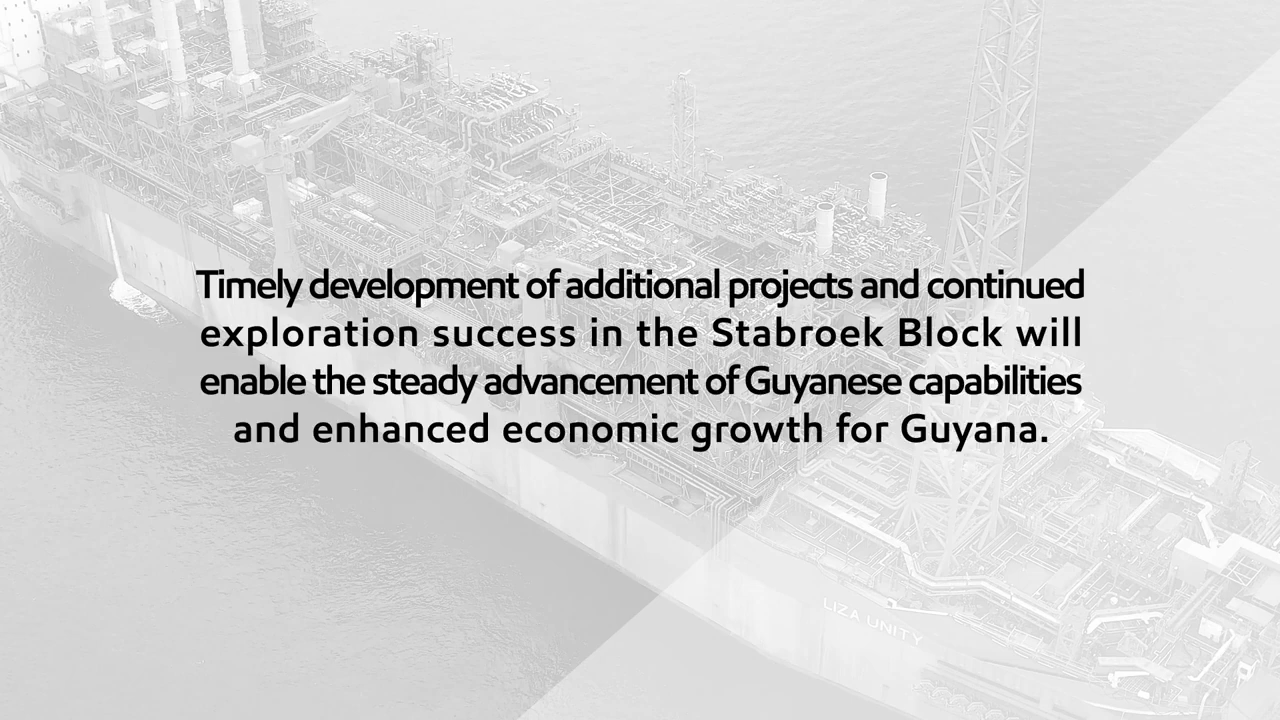 Timely development of additional projects and continued
exploration success in the Stabroek Block will
enable the steady advancement of Guyanese capabilities
and enhanced economic growth for Guyana.
LIZA UNITY